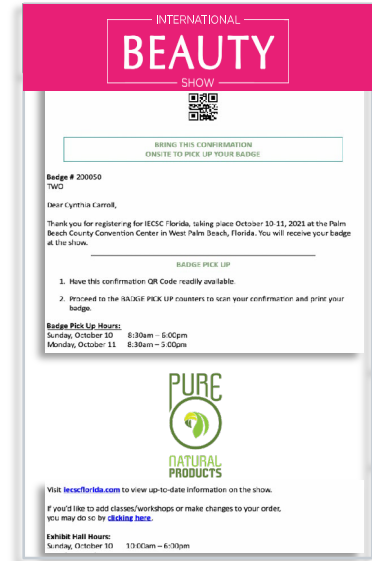 INTERNATIONAL
BEAUTY
SHOW
BRING THIS CONFIRMATION
ONSITE TO PICK UP YOUR BADGE
Badge # 200050
TWO
Dear Cynthia Carroll,
Thank you for registering for IECSC Florida, taking place October 10-11, 2021 at the Palm
Beach County Convention Center in West Palm Beach, Florida. You will receive your badge
at the show.
BADGE PICK UP
1. Have this confirmation QR Code readily available.
2. Proceed to the BADGE PICK UP counters to scan your confirmation and print your
badge.
Badge Pick Up Hours:
Sunday, October 10 8:30am – 6:00pm
Monday, October 11 8:30am – 5:00pm
PURE
NATURAL
PRODUCTS
Visit iecscflorida.com to view up-to-date information on the show.
If you'd like to add classes/workshops or make changes to your order,
you may do so by clicking here.
Exhibit Hall Hours:
Sunday, October 10 10:00am – 6:00pm